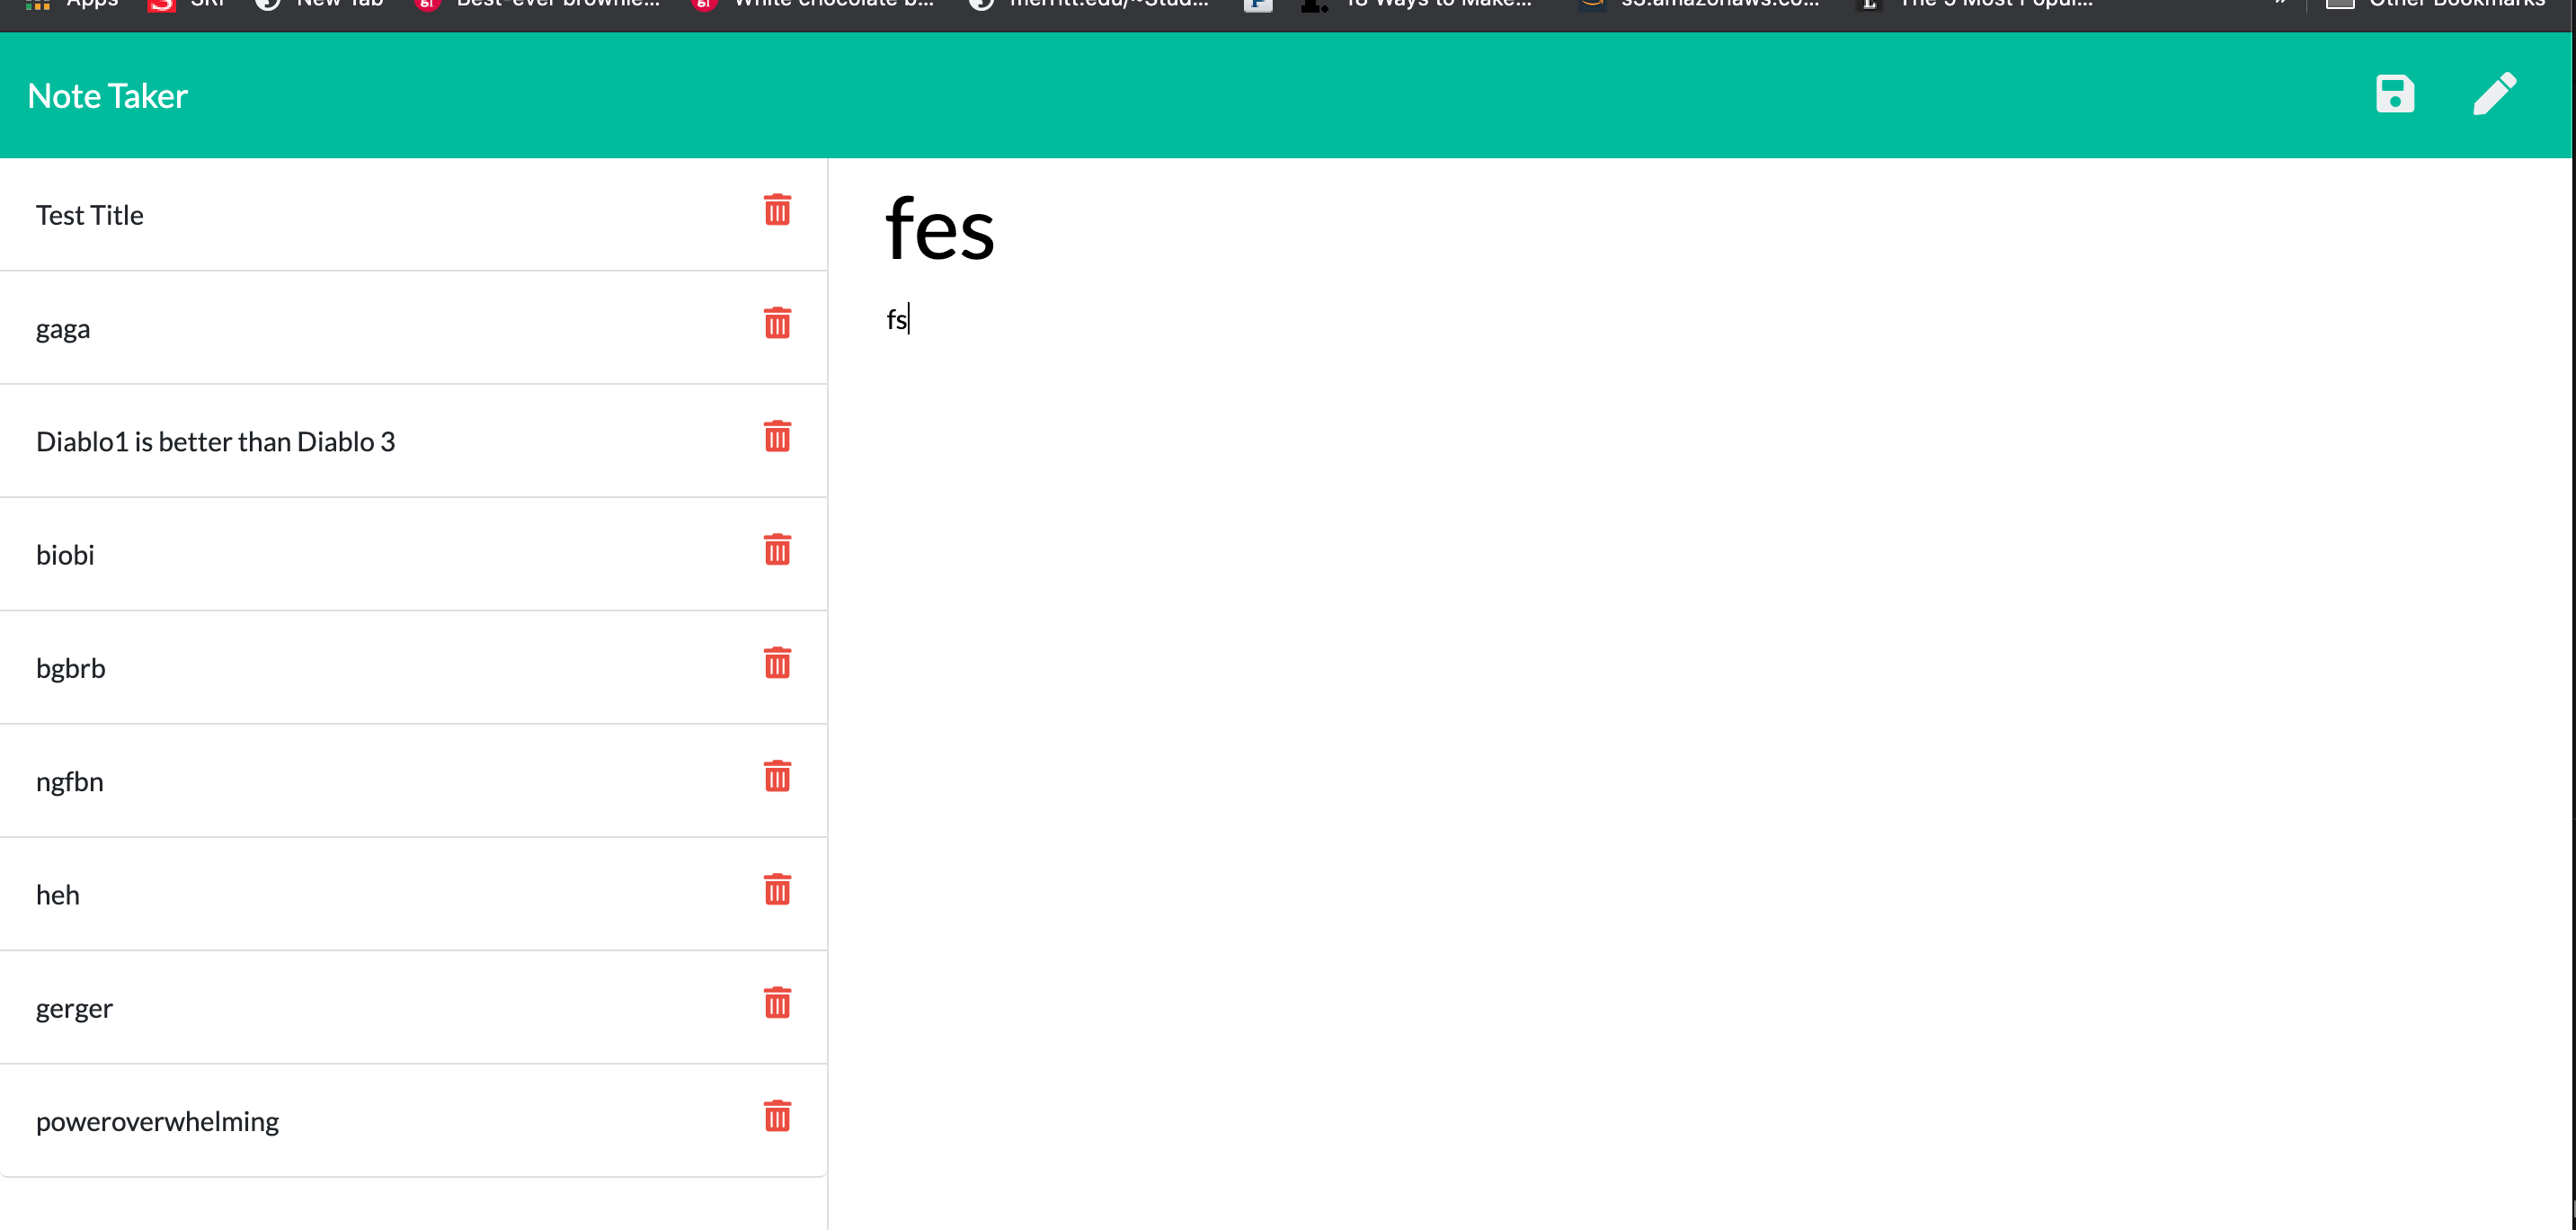 Apps SRP New Tab Best-ever brownie... White chocolate b... merritt.edu/~Stud... 18 Ways to Make... s3.amazonaws.co... The 9 Most Popul... » Other Bookmarks
Note Taker
Test Title
gaga
Diablo1 is better than Diablo 3
biobi
bgbrb
ngfbn
heh
gerger
poweroverwhelming
fes
fs